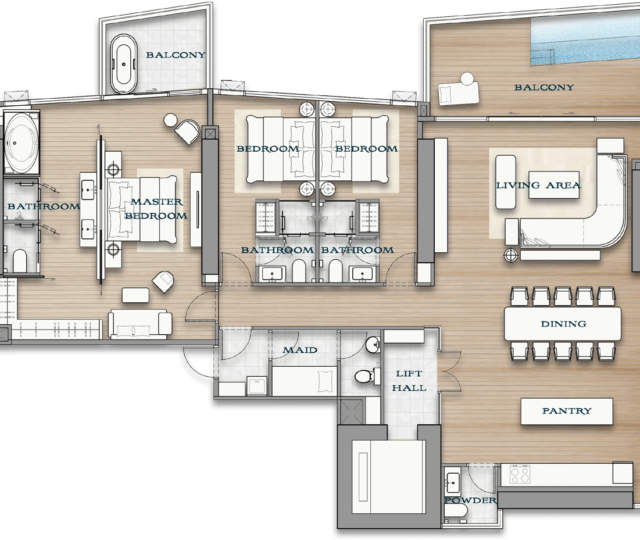 BALCONY
BALCONY
BEDROOM
BEDROOM
LIVING AREA
BATHROOM
MASTER
BEDROOM
BATHROOM
BATHROOM
DINING
MAID
LIFT
HALL
PANTRY
POWDER